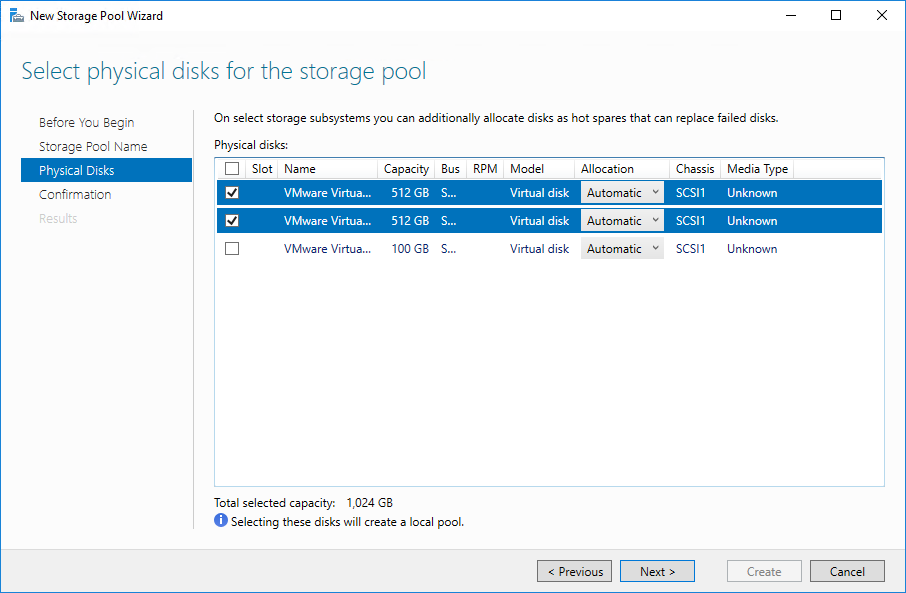 New Storage Pool Wizard
Select physical disks for the storage pool
Before You Begin
Storage Pool Name
Physical Disks
Confirmation
Results
On select storage subsystems you can additionally allocate disks as hot spares that can replace failed disks.
Physical disks:
Slot Name Capacity Bus RPM Model Allocation Chassis Media Type
VMware Virtua... 512 GB S... Virtual disk Automatic SCSI1 Unknown
VMware Virtua... 512 GB S... Virtual disk Automatic SCSI1 Unknown
VMware Virtua... 100 GB S... Virtual disk Automatic SCSI1 Unknown
Total selected capacity: 1,024 GB
Selecting these disks will create a local pool.
< Previous Next > Create Cancel